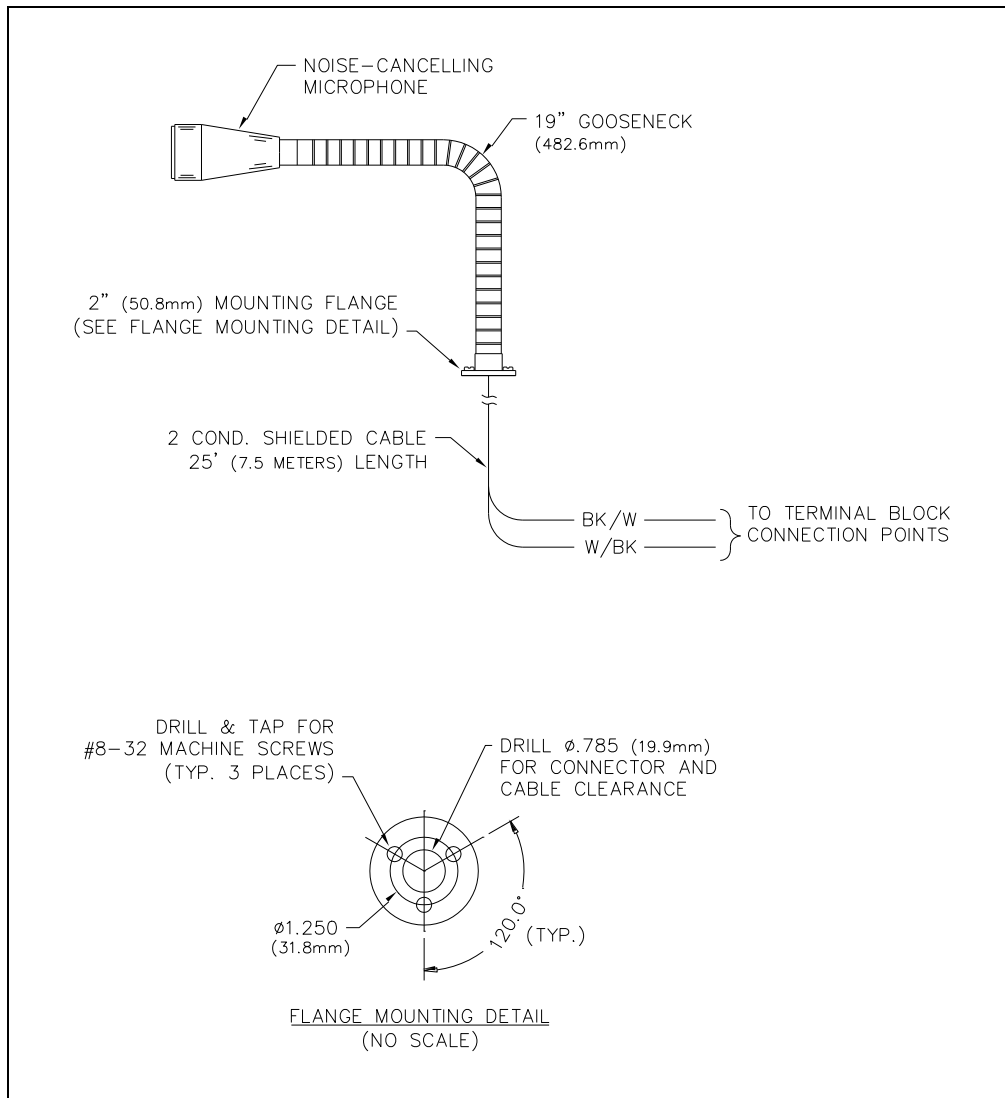 NOISE-CANCELLING
MICROPHONE
19" GOOSENECK
(482.6mm)
2" (50.8mm) MOUNTING FLANGE
(SEE FLANGE MOUNTING DETAIL)
2 COND. SHIELDED CABLE
25' (7.5 METERS) LENGTH
BK/W
W/BK
TO TERMINAL BLOCK
CONNECTION POINTS
DRILL & TAP FOR
#8-32 MACHINE SCREWS
(TYP. 3 PLACES)
DRILL ø.785 (19.9mm)
FOR CONNECTOR AND
CABLE CLEARANCE
ø1.250
(31.8mm)
120.0° (TYP.)
FLANGE MOUNTING DETAIL
(NO SCALE)